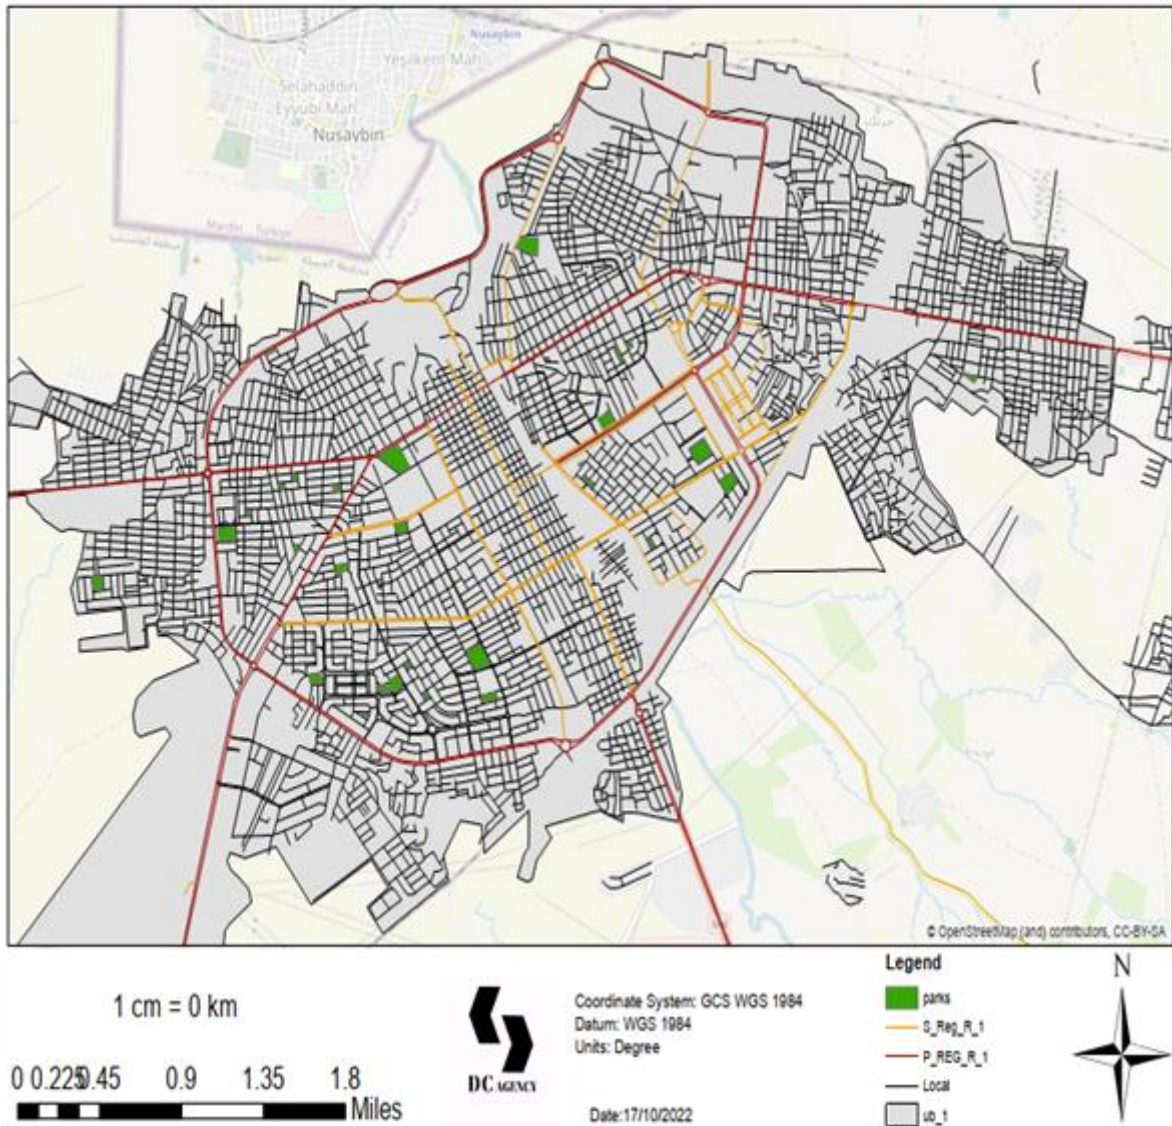 Nusaybin
Yeşilkent Mah
Selahaddin
Eyyubi Mah
Nusaybin
Mardin Türkiye
© OpenStreetMap (and) contributors, CC-BY-SA
Legend
parks
S_Reg_R_1
P_REG_R_1
Local
ub_1
N
1 cm = 0 km
0 0.225 0.45 0.9 1.35 1.8
Miles
DC AGENCY
Coordinate System: GCS WGS 1984
Datum: WGS 1984
Units: Degree
Date:17/10/2022